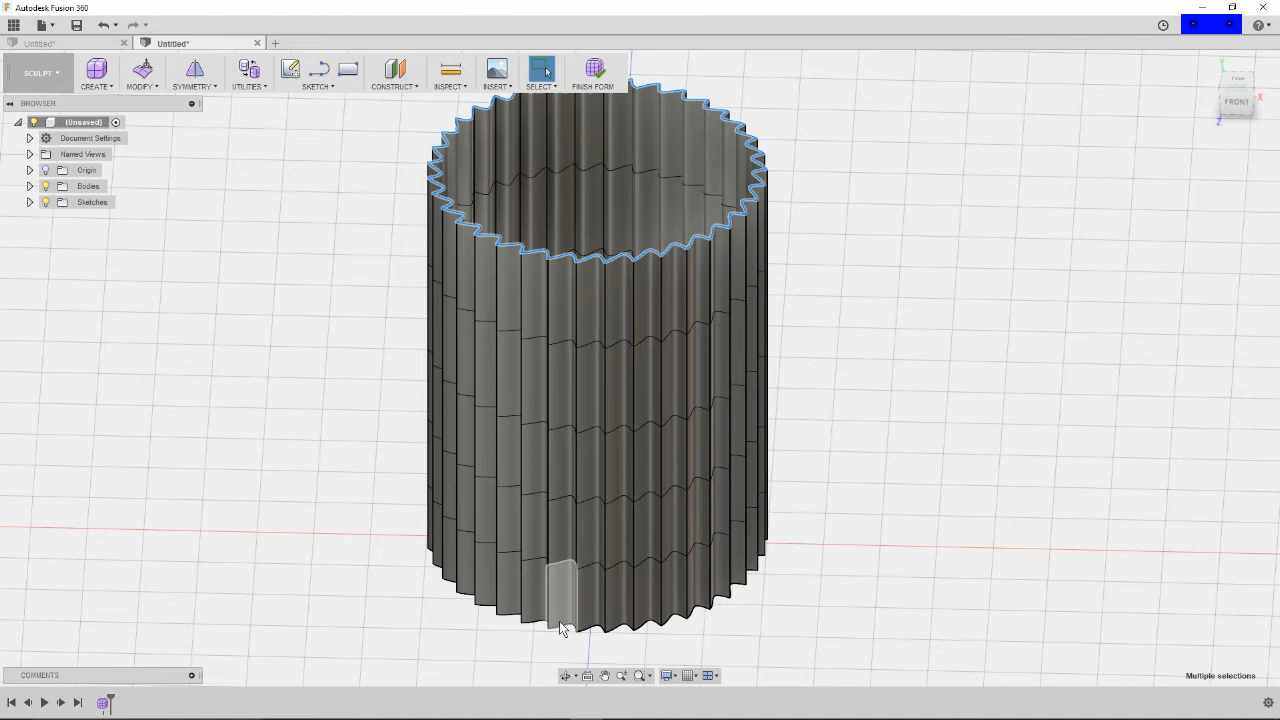 Autodesk Fusion 360
Untitled*
Untitled*
SCULPT
CREATE
MODIFY
SYMMETRY
UTILITIES
SKETCH
CONSTRUCT
INSPECT
INSERT
SELECT
FINISH FORM
BROWSER
(Unsaved)
Document Settings
Named Views
Origin
Bodies
Sketches
TOP
FRONT
X
Y
Z
COMMENTS
Multiple selections